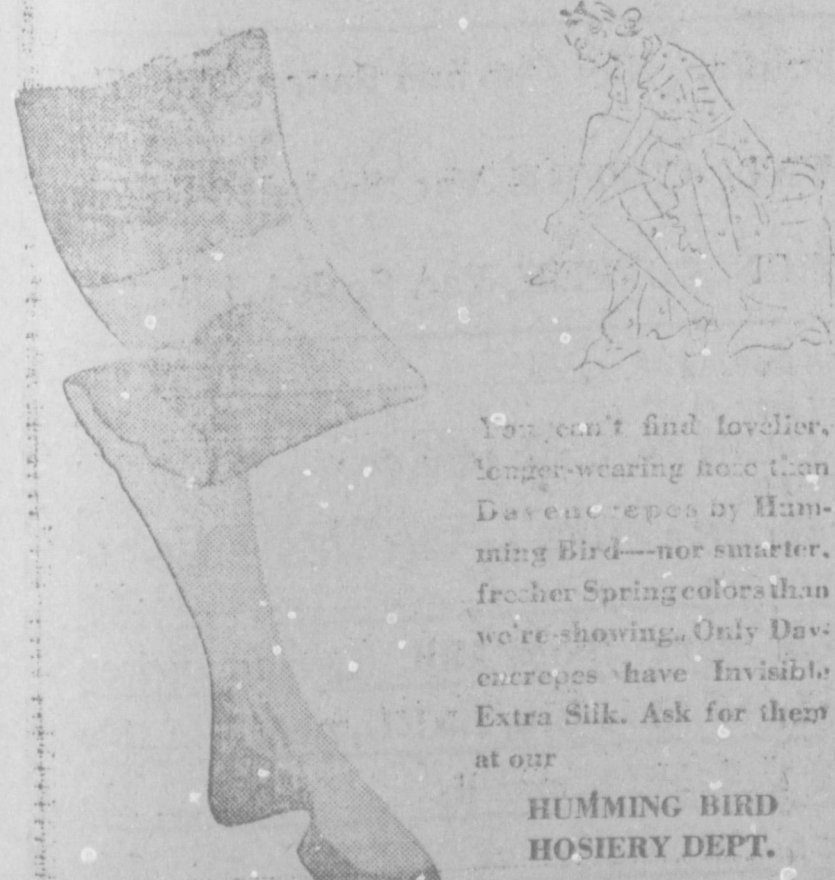 You can't find lovelier,
longer-wearing hose than
Davencrepes by Hum-
ming Bird—nor smarter,
fresher Spring colors than
we're showing. Only Dav-
encrepes have Invisible
Extra Silk. Ask for them
at our
HUMMING BIRD
HOSIERY DEPT.